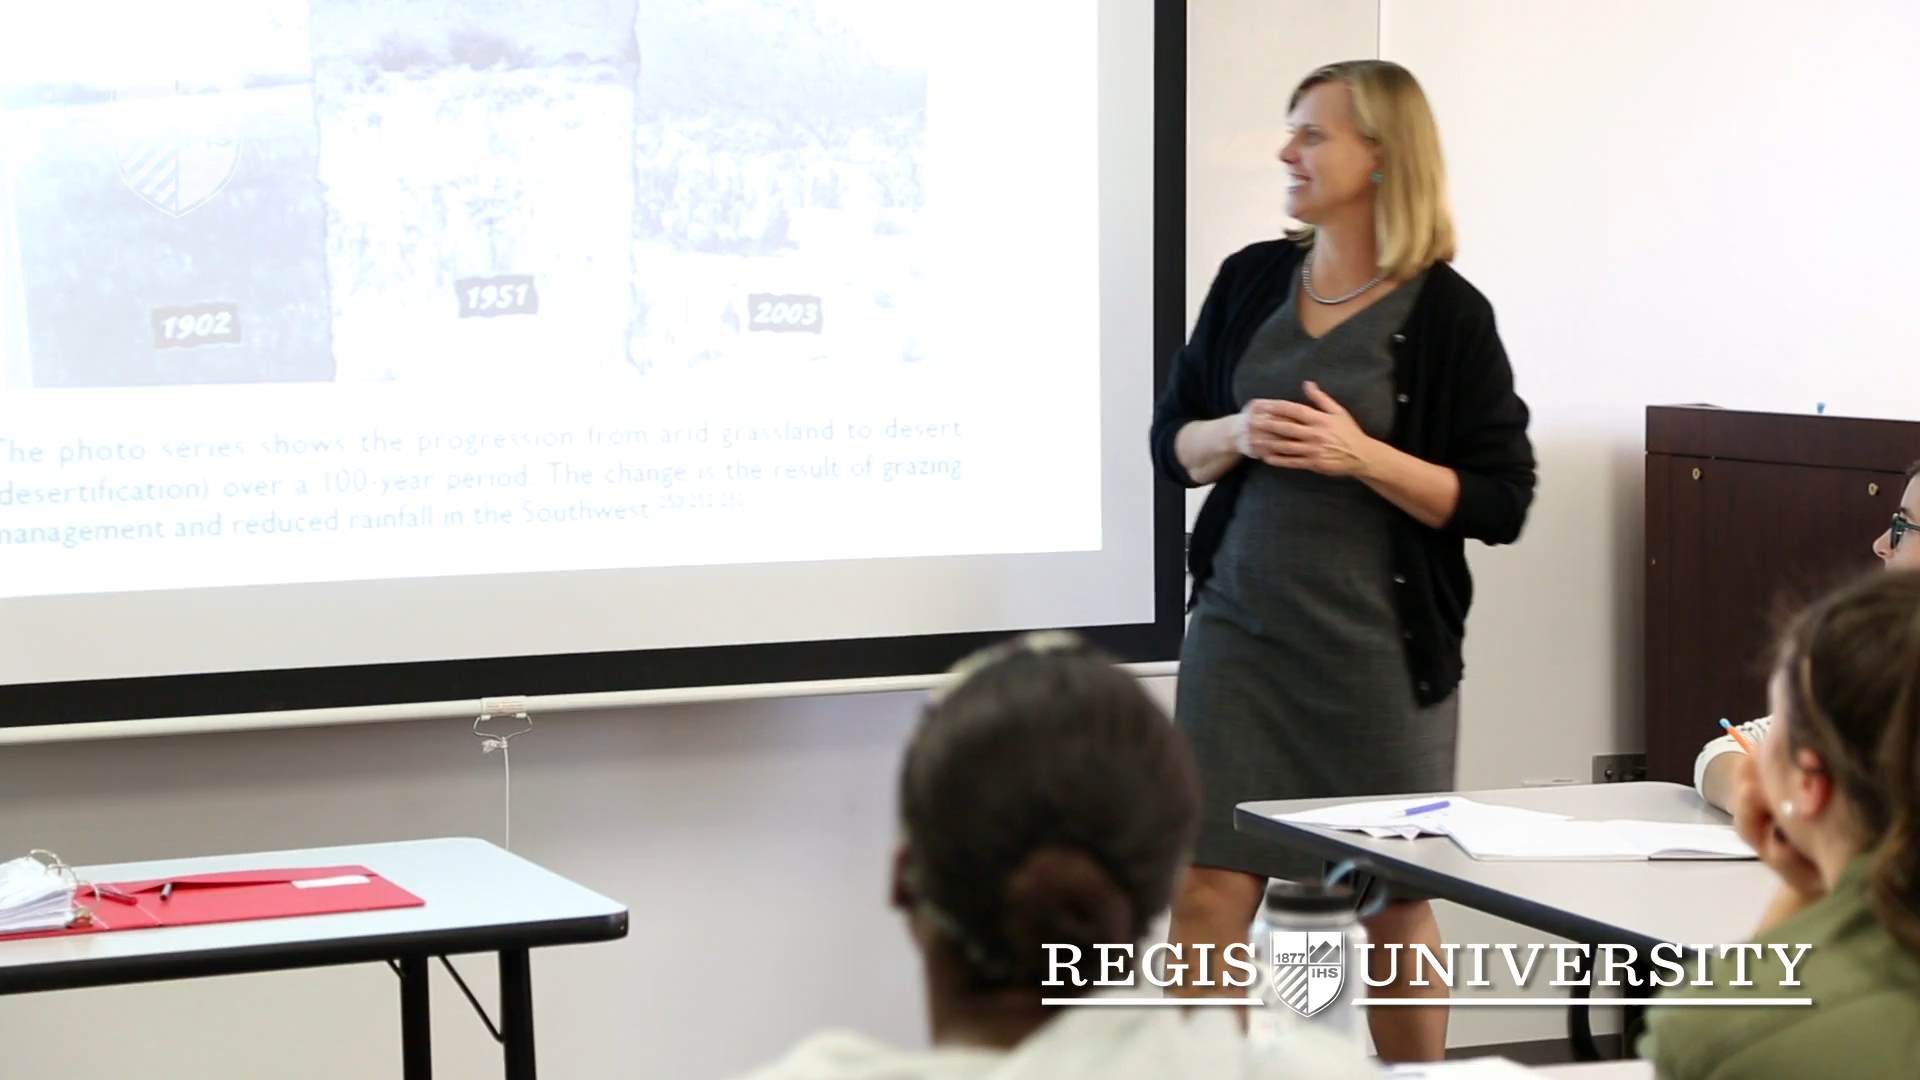 1902
1951
2003
The photo series shows the progression from arid grassland to desert
(desertification) over a 100-year period. The change is the result of grazing
management and reduced rainfall in the Southwest
IHS
REGIS 1877 IHS UNIVERSITY